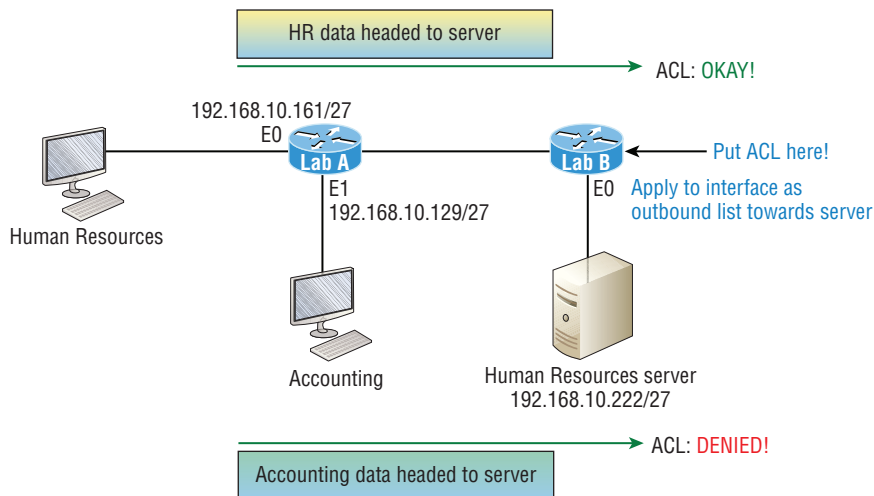 HR data headed to server
ACL: OKAY!
192.168.10.161/27
E0
Lab A
Lab B
Put ACL here!
E1
192.168.10.129/27
E0
Apply to interface as
outbound list towards server
Human Resources
Accounting
Human Resources server
192.168.10.222/27
ACL: DENIED!
Accounting data headed to server